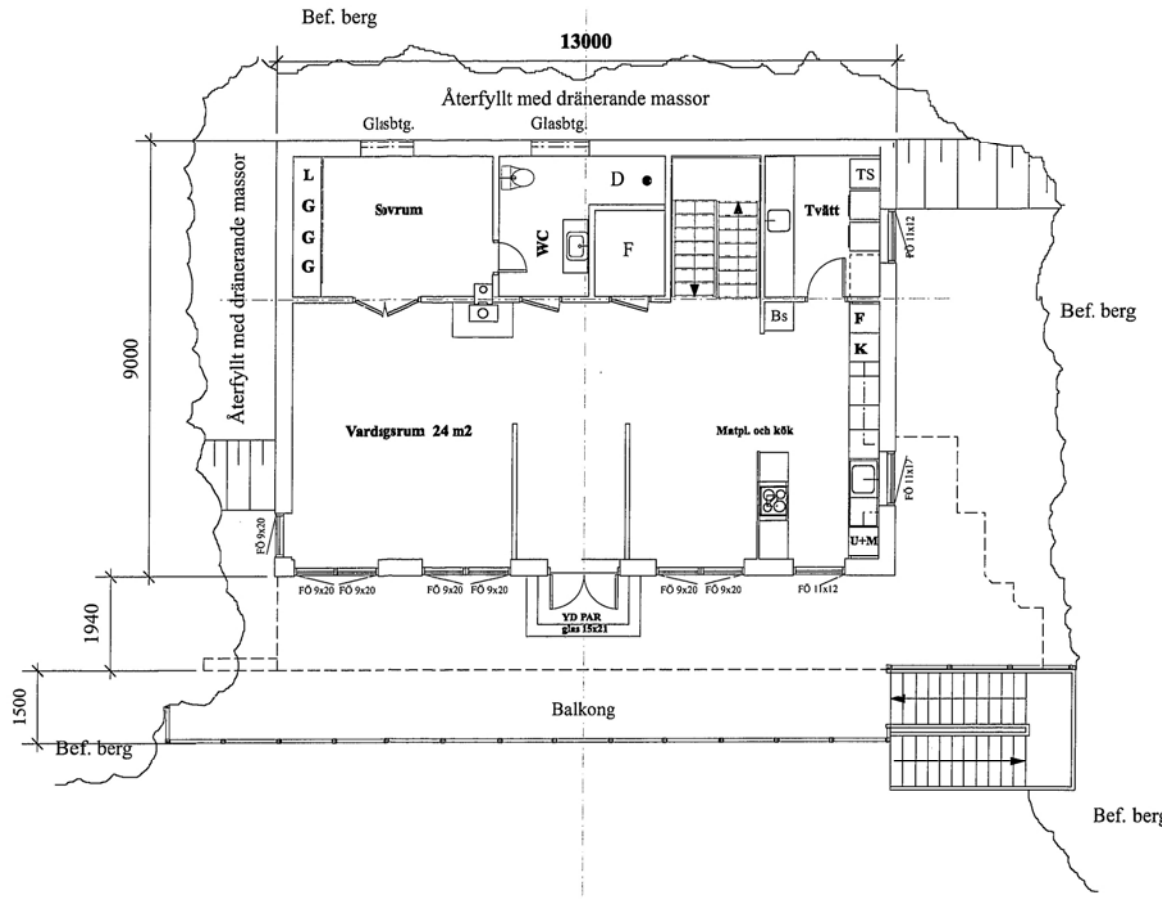 Bef. berg
13000
Återfyllt med dränerande massor
Glasbtg.
Glasbtg.
Återfyllt med dränerande massor
L
G
G
G
Sovrum
D
WC
F
Tvätt
TS
FÖ 11x12
Bef. berg
9000
Bs
F
K
Vardagsrum 24 m2
Matpl. och kök
FÖ 11x12
U+M
FÖ 9x20
FÖ 9x20
FÖ 9x20
FÖ 9x20
FÖ 9x20
FÖ 9x20
FÖ 9x20
FÖ 11x12
YD PAR
glas 15x21
1940
1500
Balkong
Bef. berg
Bef. berg